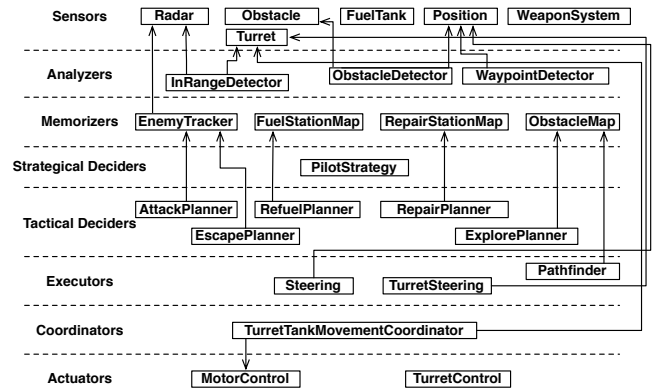 Sensors Radar Obstacle FuelTank Position WeaponSystem
Turret
Analyzers InRangeDetector ObstacleDetector WaypointDetector
Memorizers EnemyTracker FuelStationMap RepairStationMap ObstacleMap
Strategical Deciders PilotStrategy
Tactical Deciders AttackPlanner RefuelPlanner RepairPlanner
EscapePlanner ExplorePlanner
Pathfinder
Executors Steering TurretSteering
Coordinators TurretTankMovementCoordinator
Actuators MotorControl TurretControl